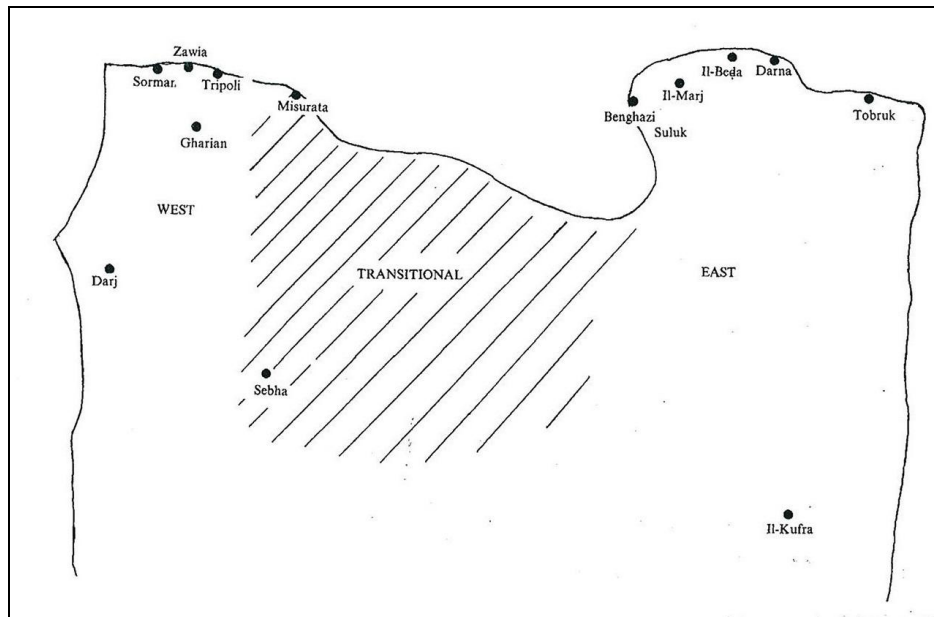 Zawia
Sorman
Tripoli
Misurata
Gharian
WEST
Darj
TRANSITIONAL
Sebha
Il-Beda
Darna
Il-Marj
Benghazi
Suluk
Tobruk
EAST
Il-Kufra